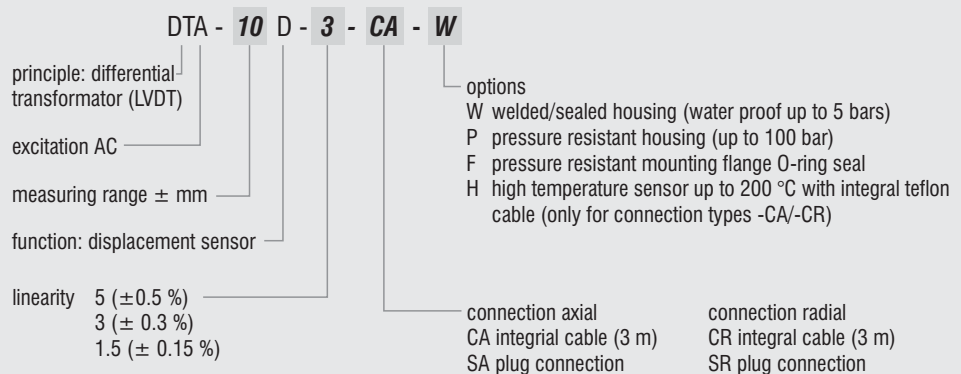 DTA - 10 D - 3 - CA - W
principle: differential
transformator (LVDT)
excitation AC
measuring range ± mm
function: displacement sensor
linearity 5 (±0.5 %)
3 (± 0.3 %)
1.5 (± 0.15 %)
options
W welded/sealed housing (water proof up to 5 bars)
P pressure resistant housing (up to 100 bar)
F pressure resistant mounting flange O-ring seal
H high temperature sensor up to 200 °C with integral teflon
cable (only for connection types -CA/-CR)
connection axial
CA integrial cable (3 m)
SA plug connection
connection radial
CR integral cable (3 m)
SR plug connection